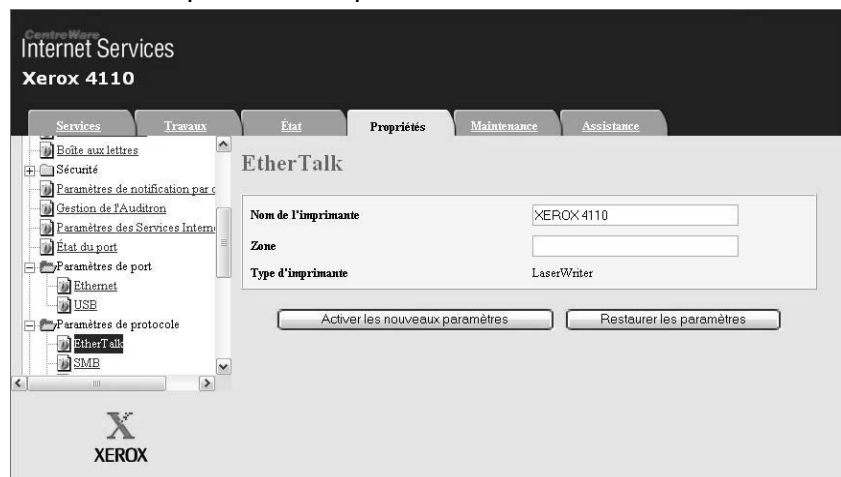 CentreWare
Internet Services
Xerox 4110
Services Travaux État Propriétés Maintenance Assistance
Boîte aux lettres
Sécurité
Paramètres de notification par c
Gestion de l'Auditron
Paramètres des Services Intern
État du port
Paramètres de port
Ethernet
USB
Paramètres de protocole
EtherTalk
SMB
X
XEROX
EtherTalk
Nom de l'imprimante XEROX 4110
Zone
Type d'imprimante LaserWriter
Activer les nouveaux paramètres Restaurer les paramètres